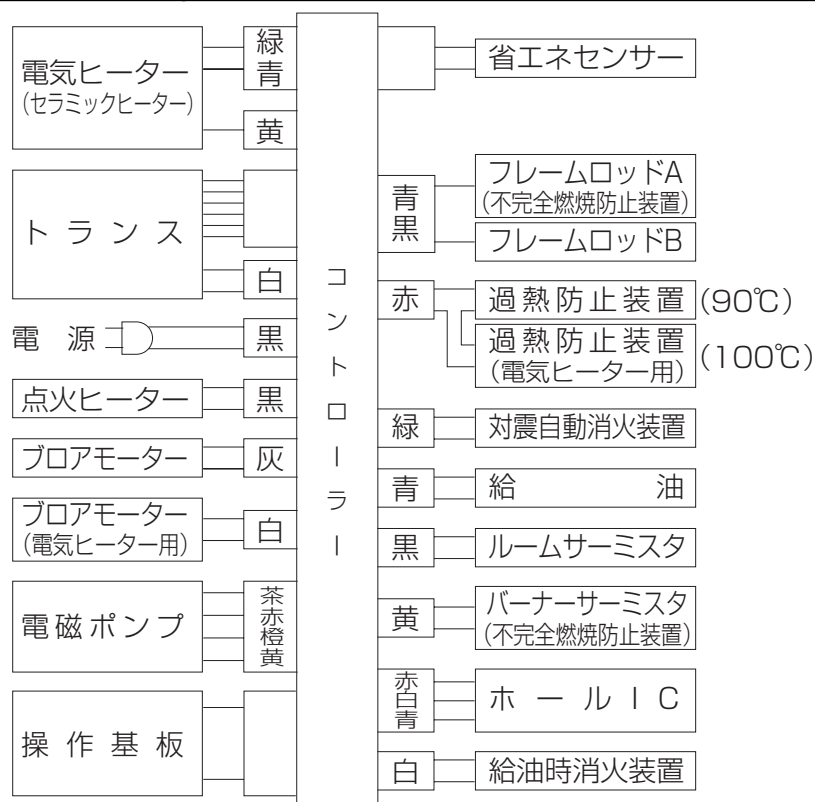 電気ヒーター
(セラミックヒーター)
緑
青
黄
トランス
白
電源
黒
点火ヒーター
黒
ブロアモーター
灰
ブロアモーター
(電気ヒーター用)
白
電磁ポンプ
茶
赤
橙
黄
操作基板
コントローラー
省エネセンサー
青
黒
フレームロッドA
(不完全燃焼防止装置)
フレームロッドB
赤
過熱防止装置
(90℃)
過熱防止装置
(電気ヒーター用)
(100℃)
緑
対震自動消火装置
青
給油
黒
ルームサーミスタ
黄
バーナーサーミスタ
(不完全燃焼防止装置)
赤
白
青
ホールIC
白
給油時消火装置